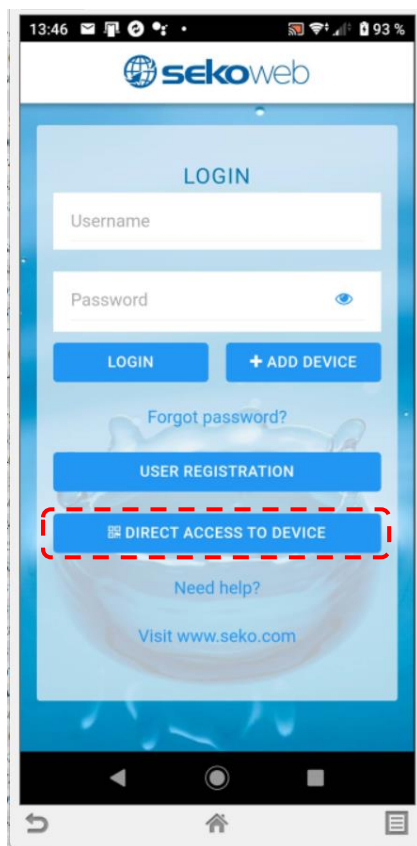 13:46 93 %
sekoweb
LOGIN
Username
Password
LOGIN + ADD DEVICE
Forgot password?
USER REGISTRATION
DIRECT ACCESS TO DEVICE
Need help?
Visit www.seko.com